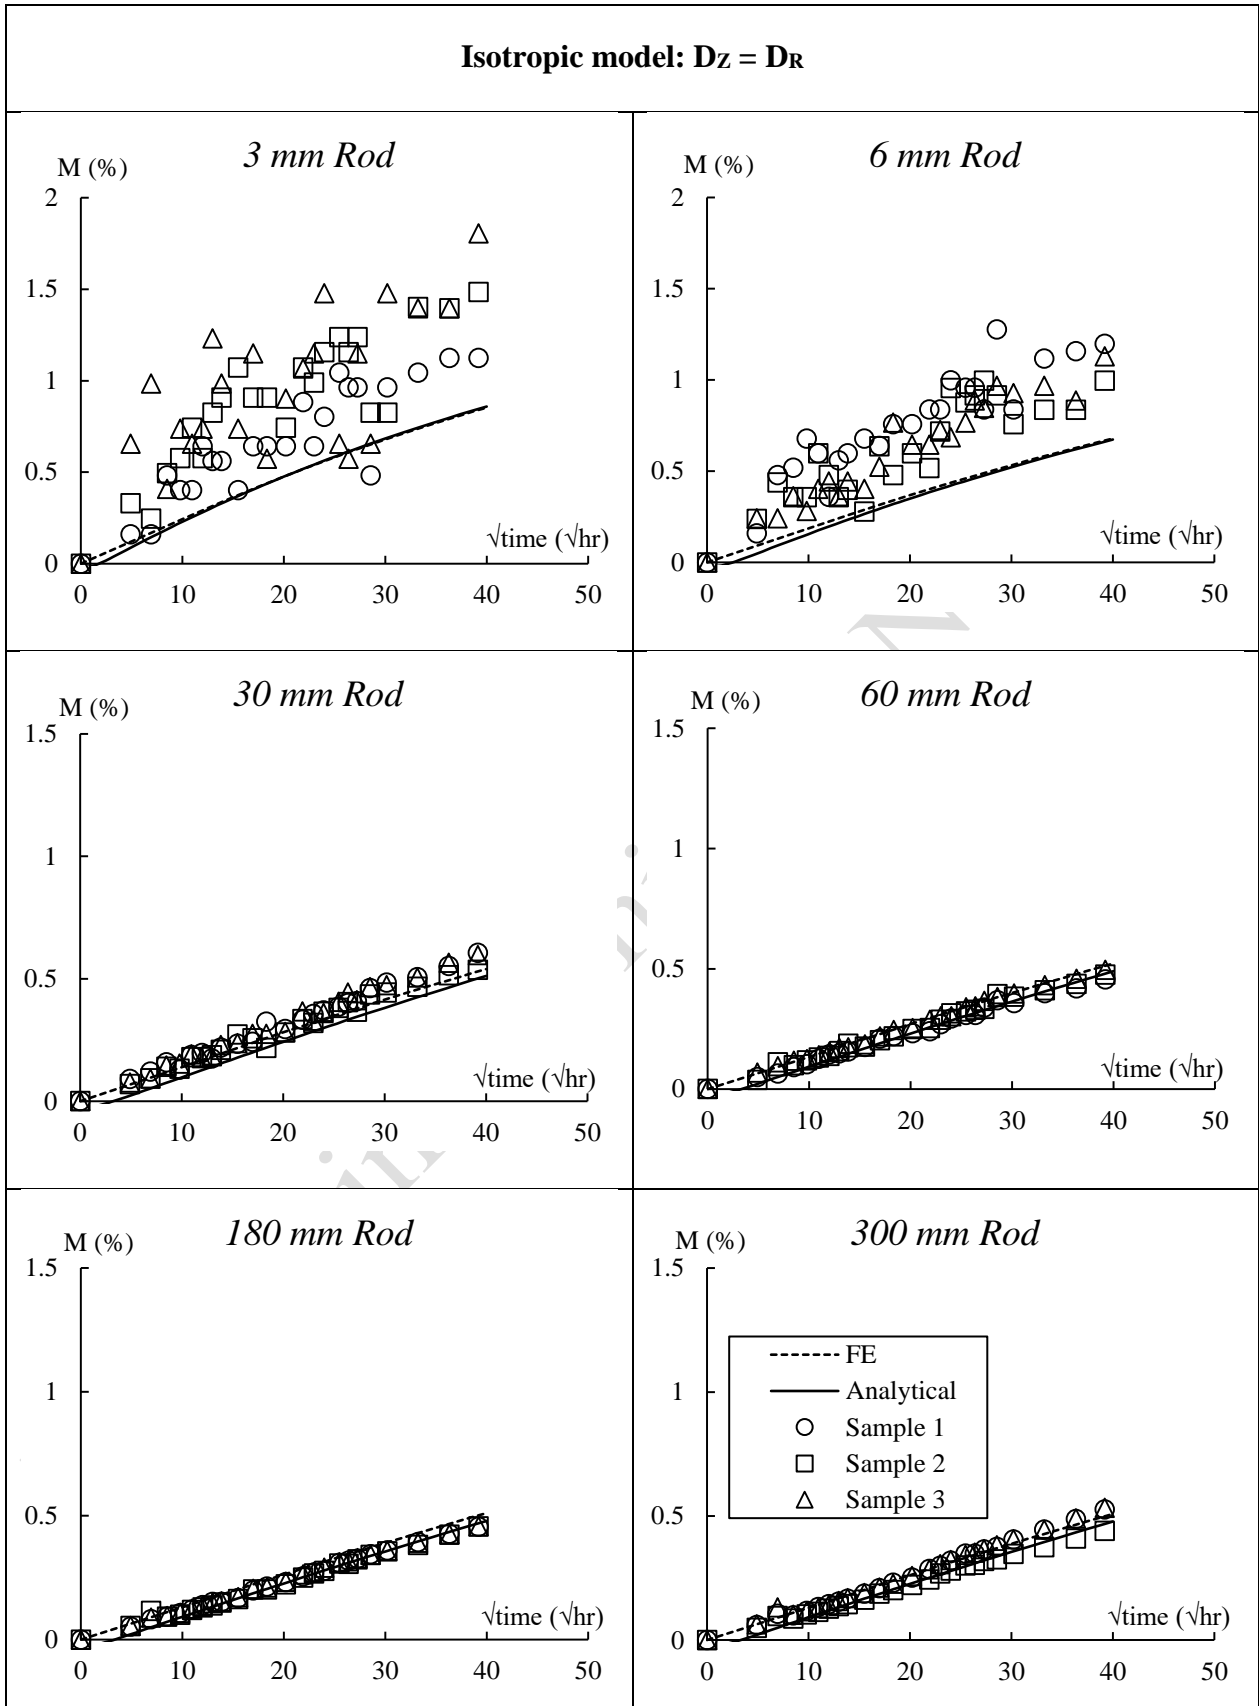 Isotropic model: DZ = DR
3 mm Rod
M (%)
2
1.5
1
0.5
0
√time (√hr)
0 10 20 30 40 50
6 mm Rod
M (%)
2
1.5
1
0.5
0
√time (√hr)
0 10 20 30 40 50
30 mm Rod
M (%)
1.5
1
0.5
0
√time (√hr)
0 10 20 30 40 50
60 mm Rod
M (%)
1.5
1
0.5
0
√time (√hr)
0 10 20 30 40 50
180 mm Rod
M (%)
1.5
1
0.5
0
√time (√hr)
0 10 20 30 40 50
300 mm Rod
M (%)
1.5
1
0.5
0
FE
Analytical
Sample 1
Sample 2
Sample 3
√time (√hr)
0 10 20 30 40 50